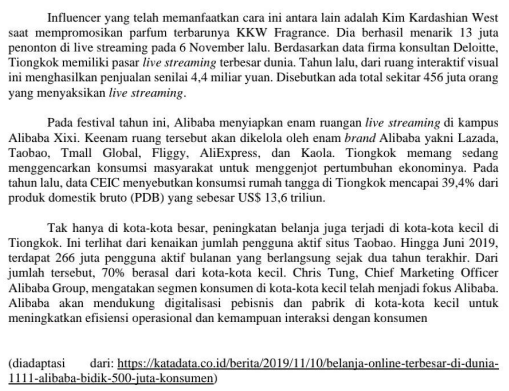 Influencer yang telah memanfaatkan cara ini antara lain adalah Kim Kardashian West
saat mempromosikan parfum terbarunya KKW Fragrance. Dia berhasil menarik 13 juta
penonton di live streaming pada 6 November lalu. Berdasarkan data firma konsultan Deloitte,
Tiongkok memiliki pasar live streaming terbesar dunia. Tahun lalu, dari ruang interaktif visual
ini menghasilkan penjualan senilai 4,4 miliar yuan. Disebutkan ada total sekitar 456 juta orang
yang menyaksikan live streaming.
Pada festival tahun ini, Alibaba menyiapkan enam ruangan live streaming di kampus
Alibaba Xixi. Keenam ruang tersebut akan dikelola oleh enam brand Alibaba yakni Lazada,
Taobao, Tmall Global, Fliggy, AliExpress, dan Kaola. Tiongkok memang sedang
menggencarkan konsumsi masyarakat untuk menggenjot pertumbuhan ekonominya. Pada
tahun lalu, data CEIC menyebutkan konsumsi rumah tangga di Tiongkok mencapai 39,4% dari
produk domestik bruto (PDB) yang sebesar US$ 13,6 triliun.
Tak hanya di kota-kota besar, peningkatan belanja juga terjadi di kota-kota kecil di
Tiongkok. Ini terlihat dari kenaikan jumlah pengguna aktif situs Taobao. Hingga Juni 2019,
terdapat 266 juta pengguna aktif bulanan yang berlangsung sejak dua tahun terakhir. Dari
jumlah tersebut, 70% berasal dari kota-kota kecil. Chris Tung, Chief Marketing Officer
Alibaba Group, mengatakan segmen konsumen di kota-kota kecil telah menjadi fokus Alibaba.
Alibaba akan mendukung digitalisasi pebisnis dan pabrik di kota-kota kecil untuk
meningkatkan efisiensi operasional dan kemampuan interaksi dengan konsumen
(diadaptasi dari: https://katadata.co.id/berita/2019/11/10/belanja-online-terbesar-di-dunia-
1111-alibaba-bidik-500-juta-konsumen)